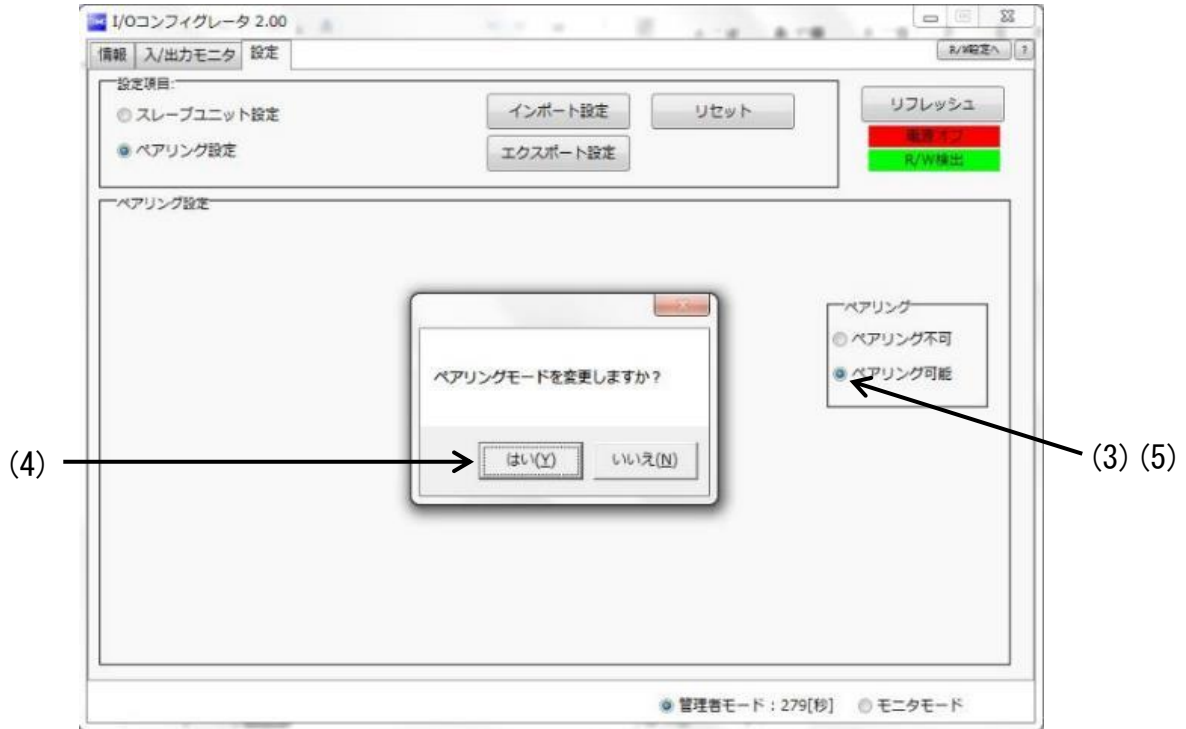 I/Oコンフィグレータ 2.00
情報 入/出力モニタ 設定
R/W設定へ ?
設定項目:
スレーブユニット設定 インポート設定 リセット リフレッシュ
電源オフ
ペアリング設定 エクスポート設定 R/W検出
ペアリング設定
ペアリング
ペアリング不可
ペアリングモードを変更しますか?
ペアリング可能
(4) はい(Y) いいえ(N) (3)(5)
管理者モード:279[秒] モニタモード